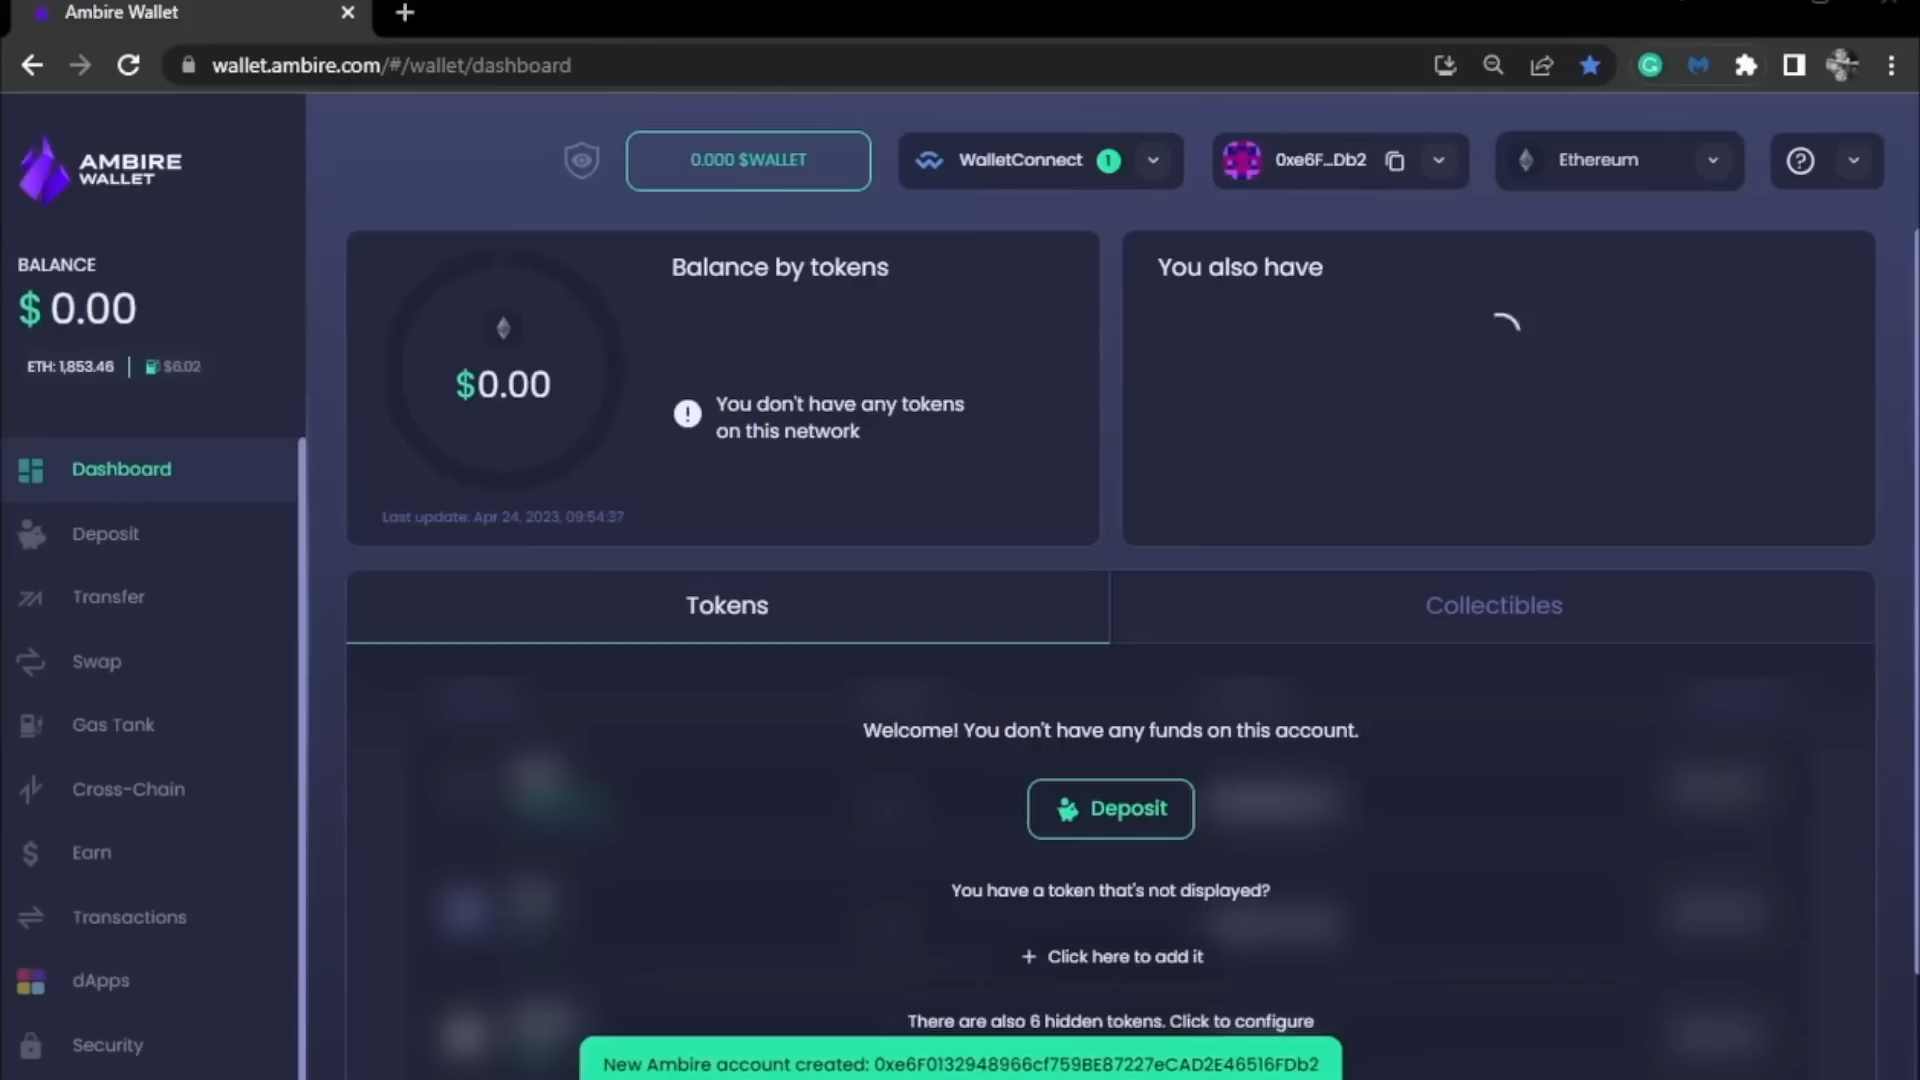 Ambire Wallet
wallet.ambire.com/#/wallet/dashboard
AMBIRE
WALLET
0.000 $WALLET
WalletConnect 1
0xe6F...Db2
Ethereum
BALANCE
$ 0.00
ETH: 1,853.46 | $6.02
Balance by tokens
$0.00
You don't have any tokens
on this network
Last update: Apr 24, 2023, 09:54:37
You also have
Dashboard
Deposit
Transfer
Swap
Gas Tank
Cross-Chain
Earn
Transactions
dApps
Security
Tokens
Collectibles
Welcome! You don't have any funds on this account.
Deposit
You have a token that's not displayed?
+ Click here to add it
There are also 6 hidden tokens. Click to configure
New Ambire account created: 0xe6F0132948966cf759BE87227eCAD2E46516FDb2